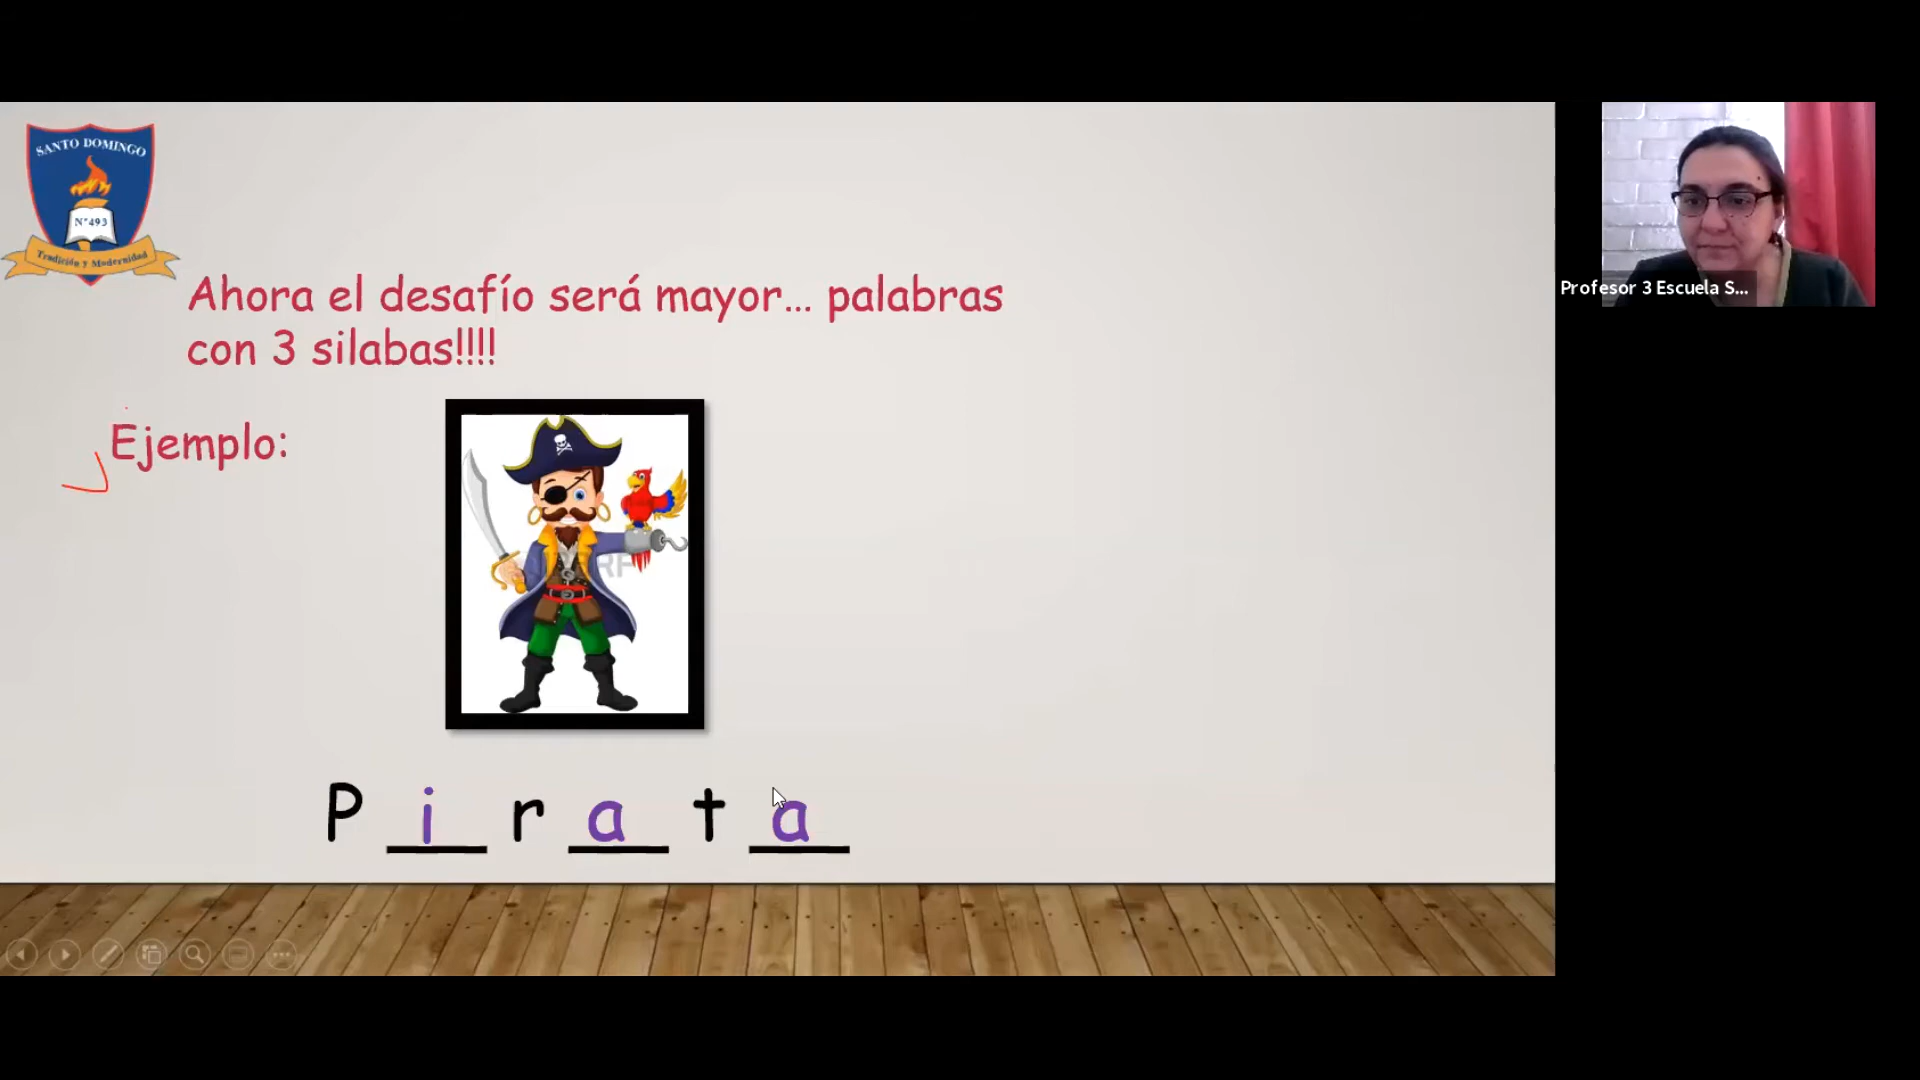 SANTO DOMINGO
N°493
Tradición y Modernidad
Ahora el desafío será mayor... palabras
con 3 silabas!!!!
Ejemplo:
P i r a t a
Profesor 3 Escuela S...